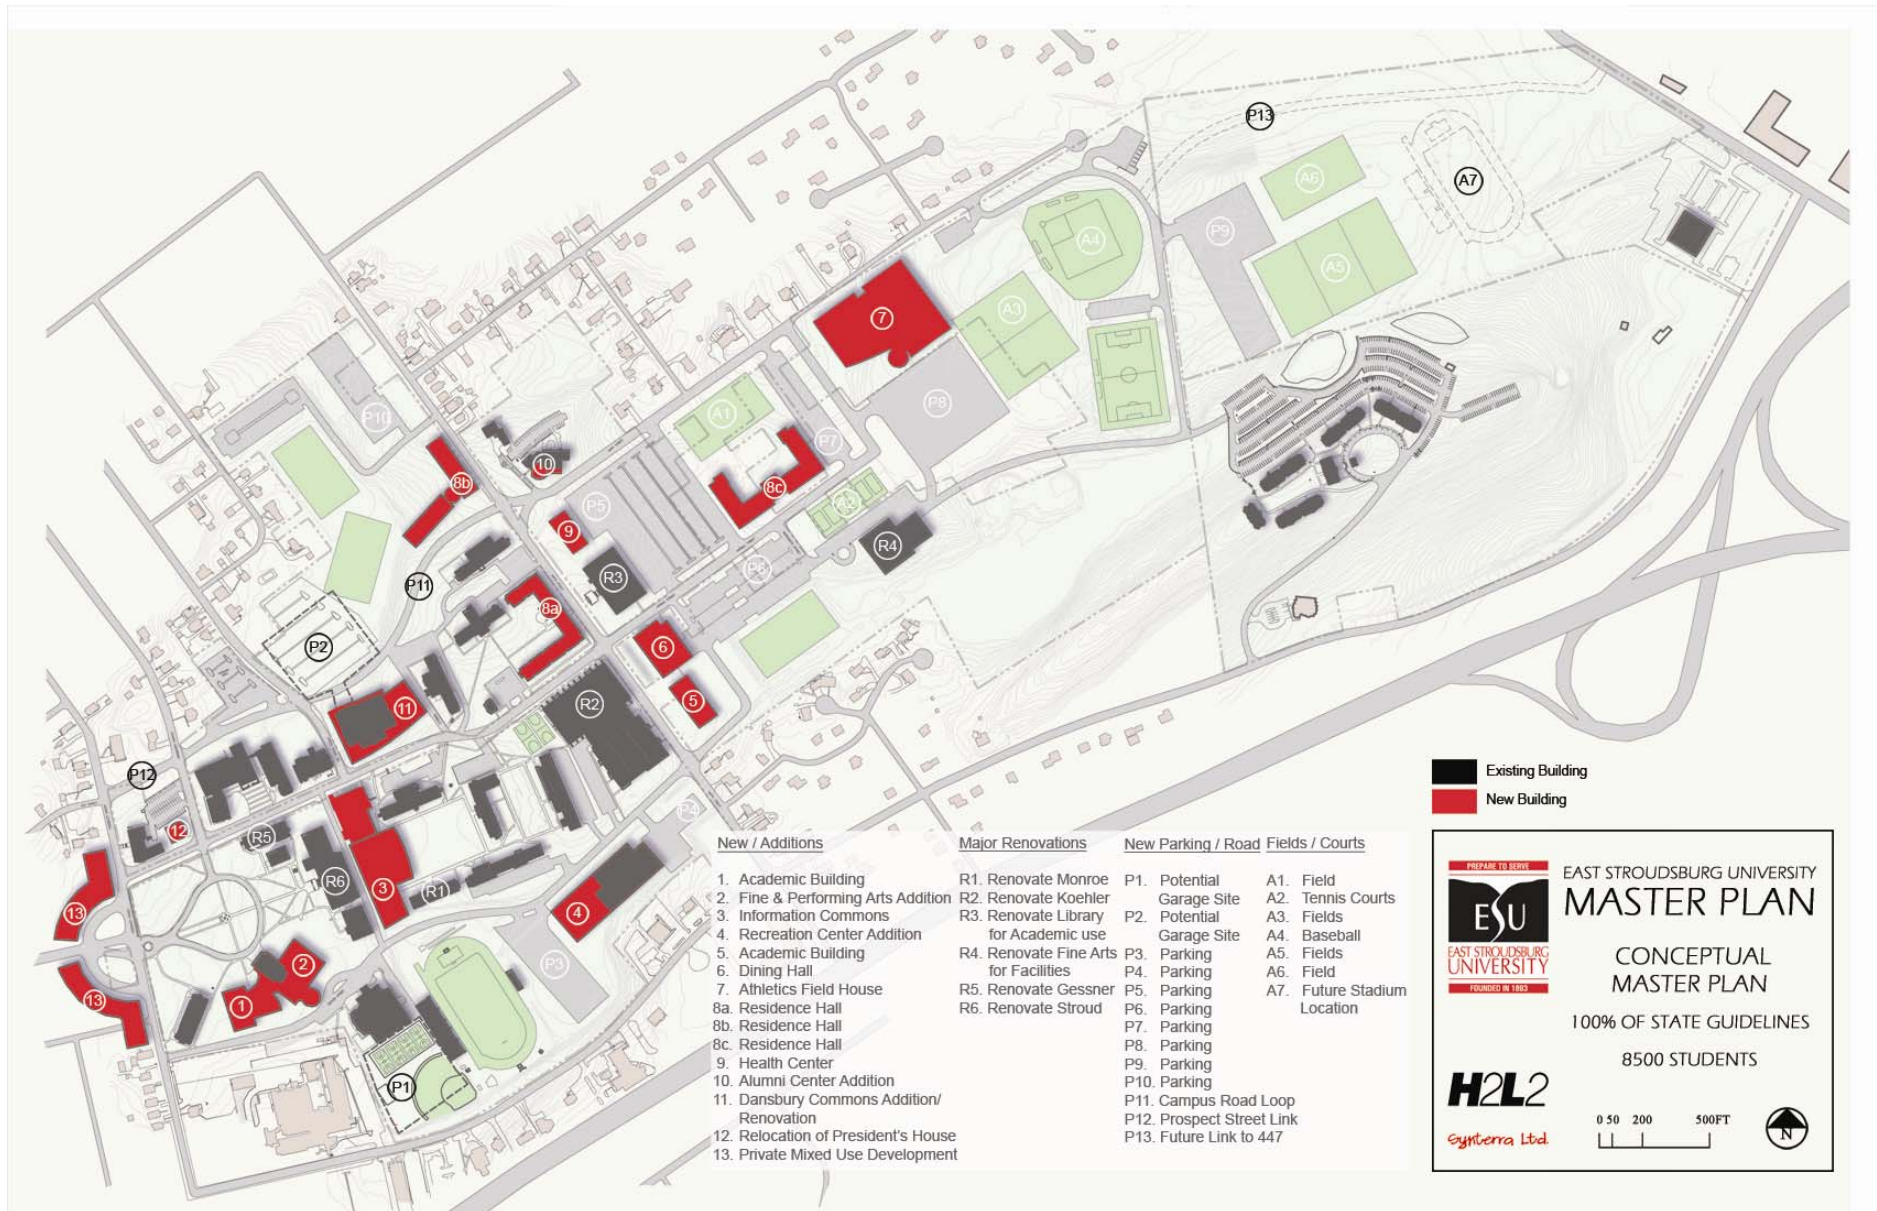 P13
A6
A7
P9
A4
A5
A3
7
P8
A1
P7
P10
10
8b
8c
P5
A2
9
R4
R3
P6
P11
8a
6
P2
5
R2
11
P12
P4
12
R5
R6
3
R1
13
4
2
P3
13
1
P1
Existing Building
New Building
New / Additions
1. Academic Building
2. Fine & Performing Arts Addition
3. Information Commons
4. Recreation Center Addition
5. Academic Building
6. Dining Hall
7. Athletics Field House
8a. Residence Hall
8b. Residence Hall
8c. Residence Hall
9. Health Center
10. Alumni Center Addition
11. Dansbury Commons Addition/
Renovation
12. Relocation of President's House
13. Private Mixed Use Development
Major Renovations
R1. Renovate Monroe
R2. Renovate Koehler
R3. Renovate Library
for Academic use
R4. Renovate Fine Arts
for Facilities
R5. Renovate Gessner
R6. Renovate Stroud
New Parking / Road
P1. Potential
Garage Site
P2. Potential
Garage Site
P3. Parking
P4. Parking
P5. Parking
P6. Parking
P7. Parking
P8. Parking
P9. Parking
P10. Parking
P11. Campus Road Loop
P12. Prospect Street Link
P13. Future Link to 447
Fields / Courts
A1. Field
A2. Tennis Courts
A3. Fields
A4. Baseball
A5. Fields
A6. Field
A7. Future Stadium
Location
PREPARE TO SERVE
ESU
EAST STROUDSBURG
UNIVERSITY
FOUNDED IN 1893
EAST STROUDSBURG UNIVERSITY
MASTER PLAN
CONCEPTUAL
MASTER PLAN
100% OF STATE GUIDELINES
8500 STUDENTS
H2L2
Synterra Ltd.
0 50 200 500FT
N